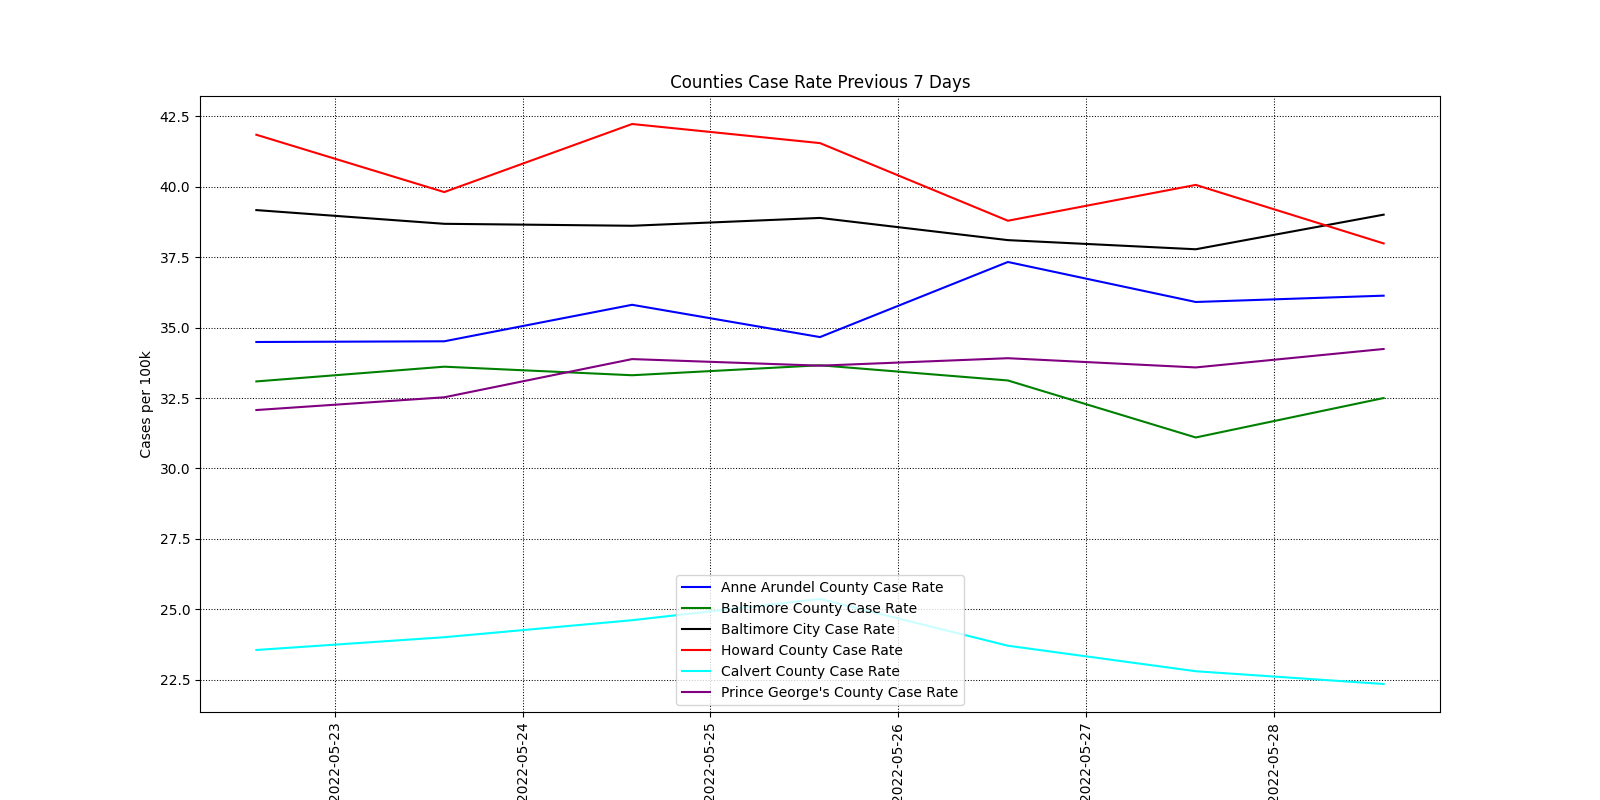 Counties Case Rate Previous 7 Days
42.5
40.0
37.5
35.0
32.5
30.0
27.5
25.0
22.5
Cases per 100k
Anne Arundel County Case Rate
Baltimore County Case Rate
Baltimore City Case Rate
Howard County Case Rate
Calvert County Case Rate
Prince George's County Case Rate
2022-05-23
2022-05-24
2022-05-25
2022-05-26
2022-05-27
2022-05-28